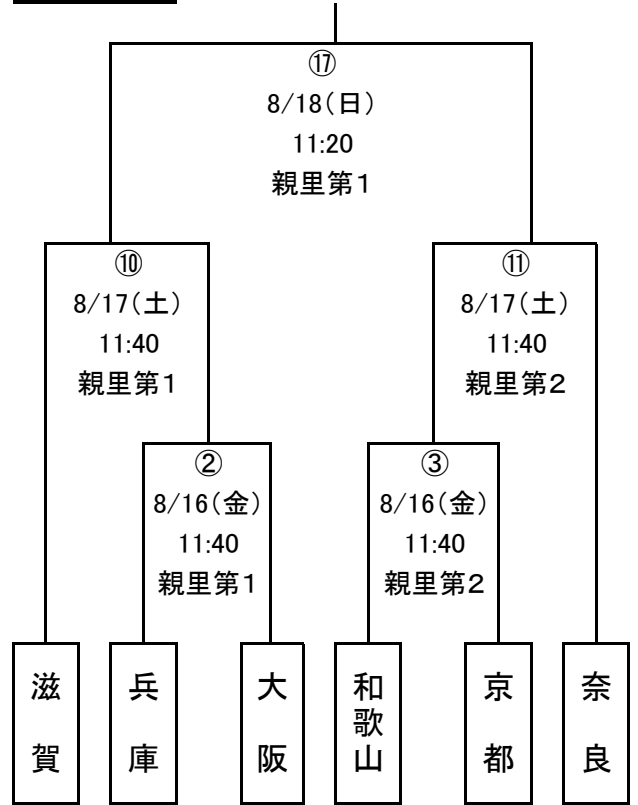 ⑰
8/18(日)
11:20
親里第1
⑩
8/17(土)
11:40
親里第1
⑪
8/17(土)
11:40
親里第2
②
8/16(金)
11:40
親里第1
③
8/16(金)
11:40
親里第2
滋賀
兵庫
大阪
和歌山
京都
奈良